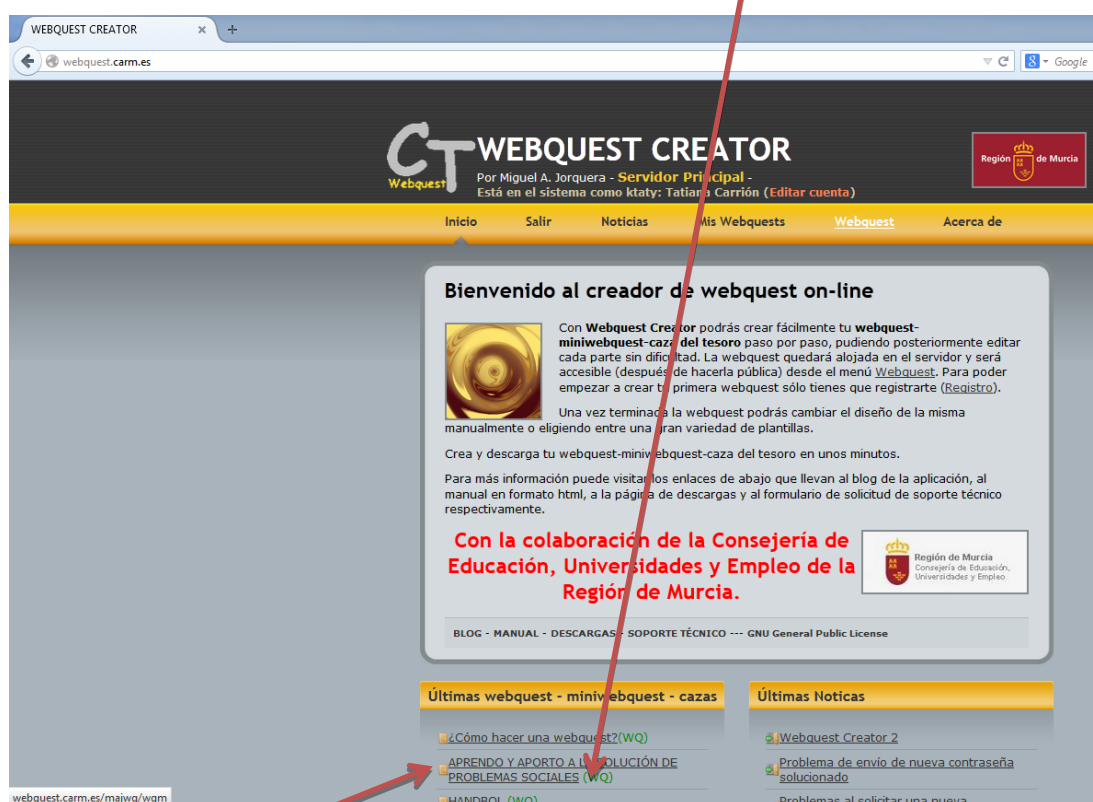 WEBQUEST CREATOR
webquest.carm.es
Google
CT
Webquest
WEBQUEST CREATOR
Por Miguel A. Jorquera - Servidor Principal -
Está en el sistema como ktaty: Tatiana Carrión (Editar cuenta)
Región de Murcia
Inicio Salir Noticias Mis Webquests Webquest Acerca de
Bienvenido al creador de webquest on-line
Con Webquest Creator podrás crear fácilmente tu webquest-
miniwebquest-caza del tesoro paso por paso, pudiendo posteriormente editar
cada parte sin dificultad. La webquest quedará alojada en el servidor y será
accesible (después de hacerla pública) desde el menú Webquest. Para poder
empezar a crear tu primera webquest sólo tienes que registrarte (Registro).
Una vez terminada la webquest podrás cambiar el diseño de la misma
manualmente o eligiendo entre una gran variedad de plantillas.
Crea y descarga tu webquest-miniwebquest-caza del tesoro en unos minutos.
Para más información puede visitar los enlaces de abajo que llevan al blog de la aplicación, al
manual en formato html, a la página de descargas y al formulario de solicitud de soporte técnico
respectivamente.
Con la colaboración de la Consejería de
Educación, Universidades y Empleo de la
Región de Murcia.
Región de Murcia
Consejería de Educación,
Universidades y Empleo
BLOG - MANUAL - DESCARGAS - SOPORTE TÉCNICO --- GNU General Public License
Últimas webquest - miniwebquest - cazas
¿Cómo hacer una webquest?(WQ)
APRENDO Y APORTO A LA SOLUCIÓN DE
PROBLEMAS SOCIALES (WQ)
HANDBOL (WQ)
Últimas Noticas
Webquest Creator 2
Problema de envío de nueva contraseña
solucionado
Problemas al solicitar una nueva
webquest.carm.es/majwq/wqm